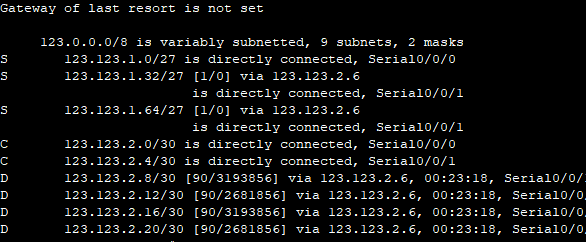 Gateway of last resort is not set
123.0.0.0/8 is variably subnetted, 9 subnets, 2 masks
S 123.123.1.0/27 is directly connected, Serial0/0/0
S 123.123.1.32/27 [1/0] via 123.123.2.6
is directly connected, Serial0/0/1
S 123.123.1.64/27 [1/0] via 123.123.2.6
is directly connected, Serial0/0/1
C 123.123.2.0/30 is directly connected, Serial0/0/0
C 123.123.2.4/30 is directly connected, Serial0/0/1
D 123.123.2.8/30 [90/3193856] via 123.123.2.6, 00:23:18, Serial0/0/
D 123.123.2.12/30 [90/2681856] via 123.123.2.6, 00:23:18, Serial0/0
D 123.123.2.16/30 [90/3193856] via 123.123.2.6, 00:23:18, Serial0/0
D 123.123.2.20/30 [90/2681856] via 123.123.2.6, 00:23:18, Serial0/0